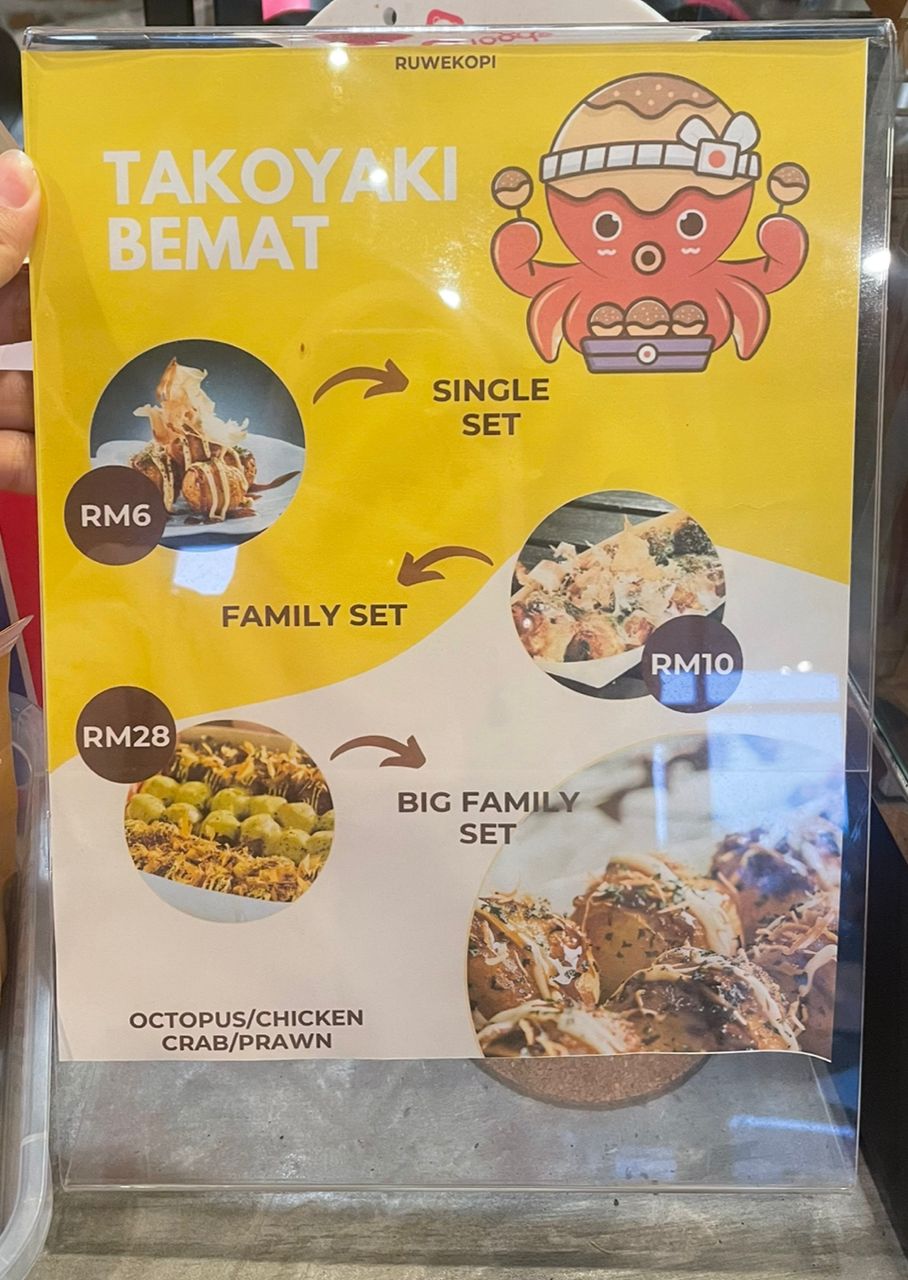 RUWEKOPI
TAKOYAKI
BEMAT
SINGLE
SET
RM6
FAMILY SET
RM10
RM28
BIG FAMILY
SET
OCTOPUS/CHICKEN
CRAB/PRAWN